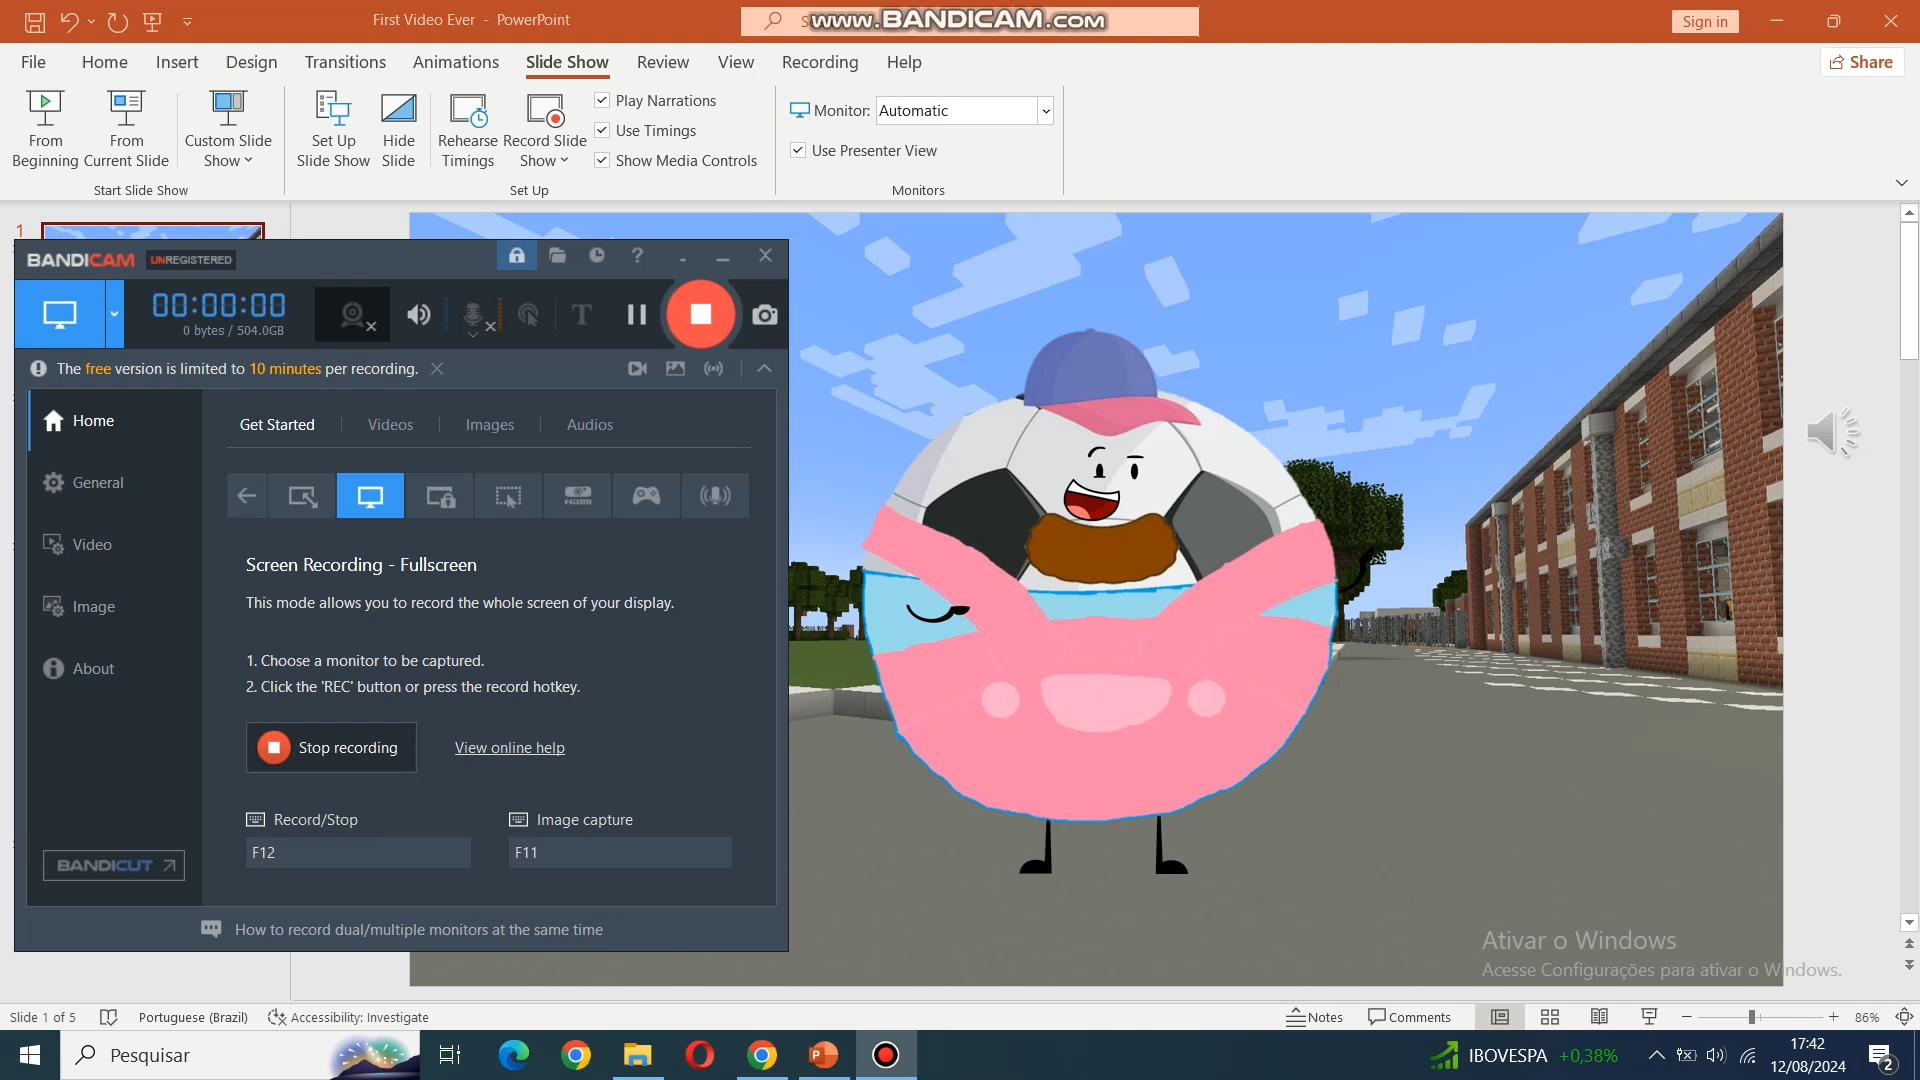 First Video Ever - PowerPoint
www.BANDICAM.com
Sign in
File Home Insert Design Transitions Animations Slide Show Review View Recording Help
Share
From Beginning
From Current Slide
Custom Slide Show
Set Up Slide Show
Hide Slide
Rehearse Timings
Record Slide Show
Play Narrations
Use Timings
Show Media Controls
Monitor: Automatic
Use Presenter View
Start Slide Show
Set Up
Monitors
1
BANDICAM UNREGISTERED
00:00:00
0 bytes / 504.0GB
The free version is limited to 10 minutes per recording.
Home
General
Video
Image
About
BANDICUT
Get Started Videos Images Audios
HDMI
Screen Recording - Fullscreen
This mode allows you to record the whole screen of your display.
1. Choose a monitor to be captured.
2. Click the 'REC' button or press the record hotkey.
Stop recording
View online help
Record/Stop
Image capture
F12
F11
How to record dual/multiple monitors at the same time
Ativar o Windows
Acesse Configurações para ativar o Windows.
Slide 1 of 5
Portuguese (Brazil)
Accessibility: Investigate
Notes
Comments
86%
Pesquisar
IBOVESPA +0,38%
17:42
12/08/2024
2